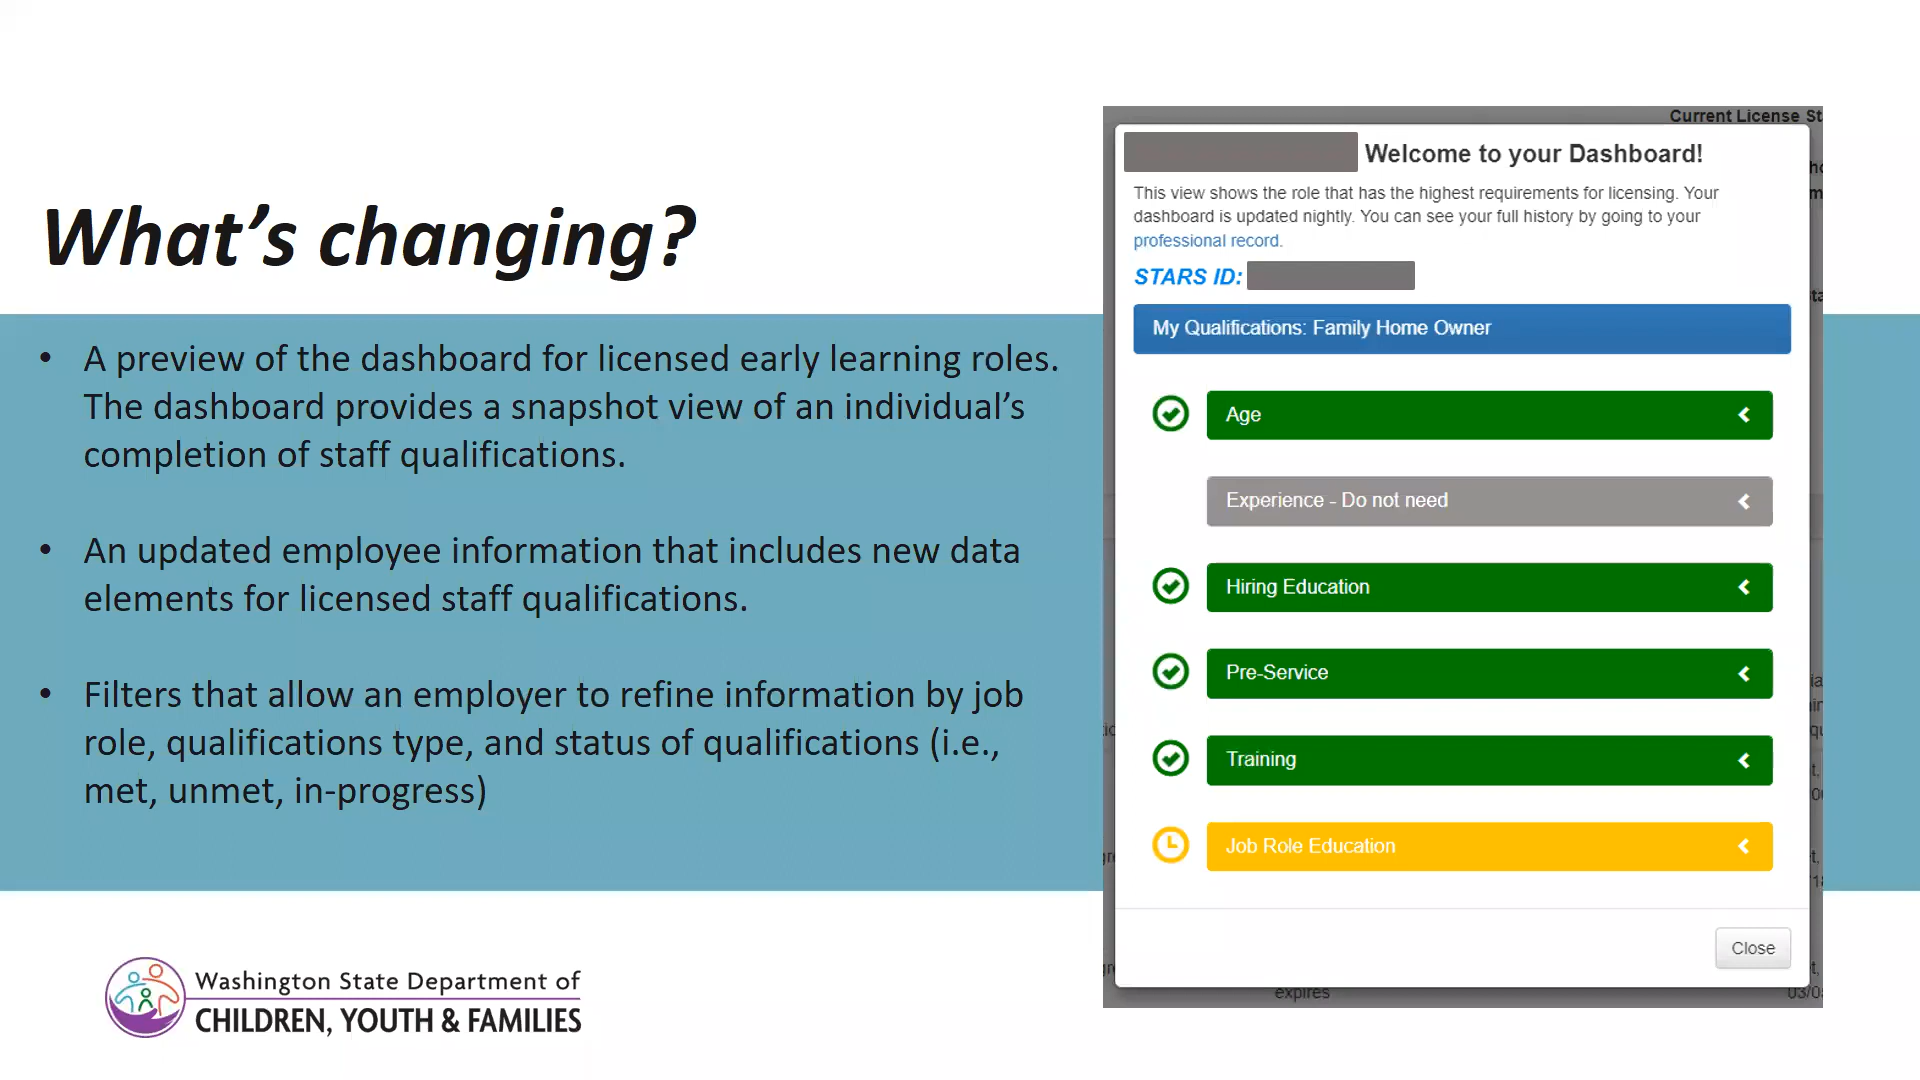 What’s changing?
• A preview of the dashboard for licensed early learning roles.
The dashboard provides a snapshot view of an individual’s
completion of staff qualifications.
• An updated employee information that includes new data
elements for licensed staff qualifications.
• Filters that allow an employer to refine information by job
role, qualifications type, and status of qualifications (i.e.,
met, unmet, in-progress)
Washington State Department of
CHILDREN, YOUTH & FAMILIES
Current License St
Welcome to your Dashboard!
This view shows the role that has the highest requirements for licensing. Your
dashboard is updated nightly. You can see your full history by going to your
professional record.
STARS ID:
My Qualifications: Family Home Owner
Age
Experience - Do not need
Hiring Education
Pre-Service
Training
Job Role Education
Close
expires